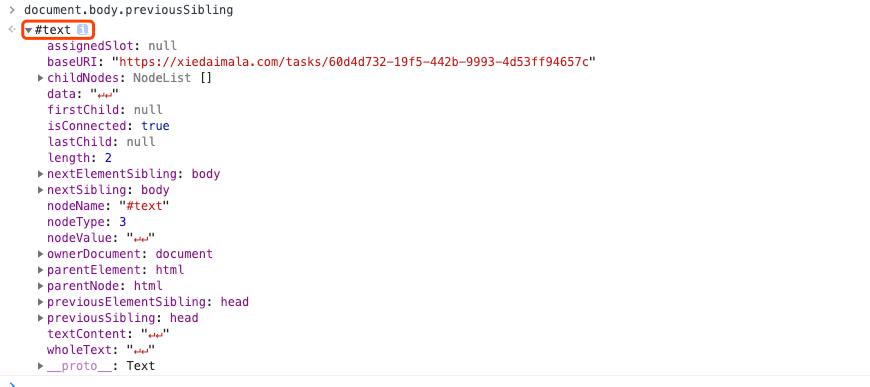 document.body.previousSibling
#text i
assignedSlot: null
baseURI: "https://xiedaimala.com/tasks/60d4d732-19f5-442b-9993-4d53ff94657c"
childNodes: NodeList []
data: "↵↵"
firstChild: null
isConnected: true
lastChild: null
length: 2
nextElementSibling: body
nextSibling: body
nodeName: "#text"
nodeType: 3
nodeValue: "↵↵"
ownerDocument: document
parentElement: html
parentNode: html
previousElementSibling: head
previousSibling: head
textContent: "↵↵"
wholeText: "↵↵"
__proto__: Text